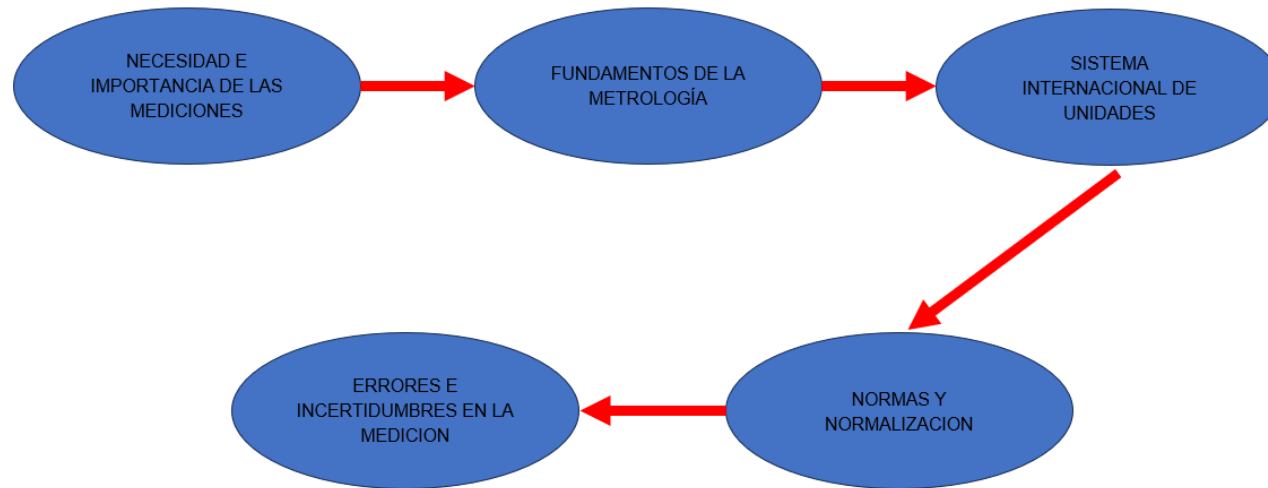 NECESIDAD E
IMPORTANCIA DE LAS
MEDICIONES
FUNDAMENTOS DE LA
METROLOGÍA
SISTEMA
INTERNACIONAL DE
UNIDADES
NORMAS Y
NORMALIZACION
ERRORES E
INCERTIDUMBRES EN LA
MEDICION